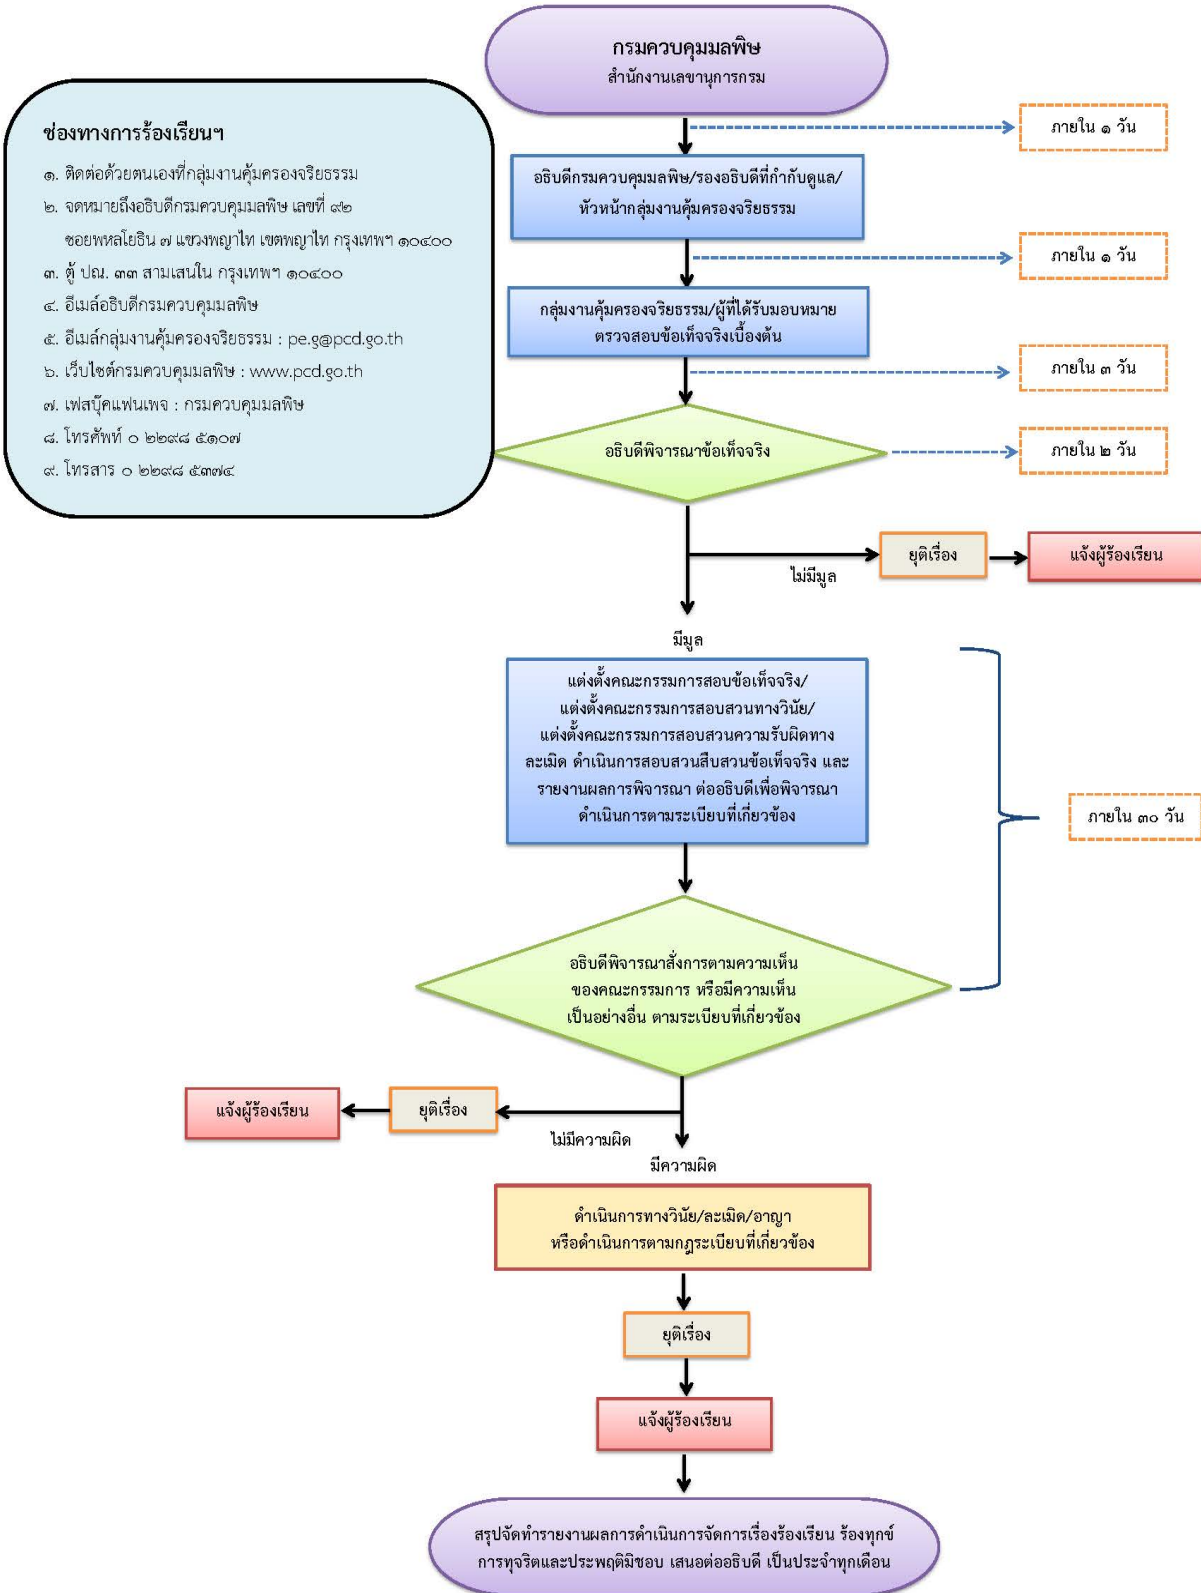 กรมควบคุมมลพิษ
สำนักงานเลขานุการกรม
ช่องทางการร้องเรียนฯ
๑. ติดต่อด้วยตนเองที่กลุ่มงานคุ้มครองจริยธรรม
๒. จดหมายถึงอธิบดีกรมควบคุมมลพิษ เลขที่ ๙๒
ซอยพหลโยธิน ๗ แขวงพญาไท เขตพญาไท กรุงเทพฯ ๑๐๔๐๐
๓. ตู้ ปณ. ๓๓ สามเสนใน กรุงเทพฯ ๑๐๔๐๐
๔. อีเมล์อธิบดีกรมควบคุมมลพิษ
๕. อีเมล์กลุ่มงานคุ้มครองจริยธรรม : pe.g@pcd.go.th
๖. เว็บไซต์กรมควบคุมมลพิษ : www.pcd.go.th
๗. เฟสบุ๊คแฟนเพจ : กรมควบคุมมลพิษ
๘. โทรศัพท์ ๐ ๒๒๙๘ ๕๑๐๗
๙. โทรสาร ๐ ๒๒๙๘ ๕๓๗๔
ภายใน ๑ วัน
อธิบดีกรมควบคุมมลพิษ/รองอธิบดีที่กำกับดูแล/
หัวหน้ากลุ่มงานคุ้มครองจริยธรรม
ภายใน ๑ วัน
กลุ่มงานคุ้มครองจริยธรรม/ผู้ที่ได้รับมอบหมาย
ตรวจสอบข้อเท็จจริงเบื้องต้น
ภายใน ๓ วัน
อธิบดีพิจารณาข้อเท็จจริง
ภายใน ๒ วัน
ไม่มีมูล
ยุติเรื่อง
แจ้งผู้ร้องเรียน
มีมูล
แต่งตั้งคณะกรรมการสอบข้อเท็จจริง/
แต่งตั้งคณะกรรมการสอบสวนทางวินัย/
แต่งตั้งคณะกรรมการสอบสวนความรับผิดทาง
ละเมิด ดำเนินการสอบสวนสืบสวนข้อเท็จจริง และ
รายงานผลการพิจารณา ต่ออธิบดีเพื่อพิจารณา
ดำเนินการตามระเบียบที่เกี่ยวข้อง
ภายใน ๓๐ วัน
อธิบดีพิจารณาสั่งการตามความเห็น
ของคณะกรรมการ หรือมีความเห็น
เป็นอย่างอื่น ตามระเบียบที่เกี่ยวข้อง
แจ้งผู้ร้องเรียน
ยุติเรื่อง
ไม่มีความผิด
มีความผิด
ดำเนินการทางวินัย/ละเมิด/อาญา
หรือดำเนินการตามกฎระเบียบที่เกี่ยวข้อง
ยุติเรื่อง
แจ้งผู้ร้องเรียน
สรุปจัดทำรายงานผลการดำเนินการจัดการเรื่องร้องเรียน ร้องทุกข์
การทุจริตและประพฤติมิชอบ เสนอต่ออธิบดี เป็นประจำทุกเดือน